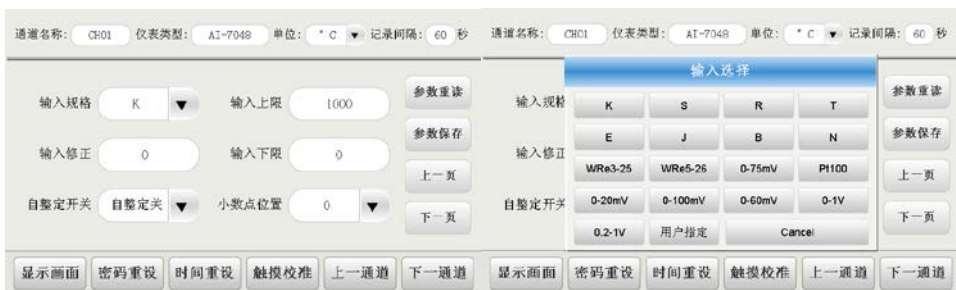 通道名称: CH01 仪表类型: AI-7048 单位: °C ▼ 记录间隔: 60 秒
输入规格 K ▼ 输入上限 1000 参数重读
输入修正 0 输入下限 0 参数保存
上一页
自整定开关 自整定关 ▼ 小数点位置 0 ▼ 下一页
显示画面 密码重设 时间重设 触摸校准 上一通道 下一通道
通道名称: CH01 仪表类型: AI-7048 单位: °C ▼ 记录间隔: 60 秒
输入选择
输入规格 K S R T 参数重读
E J B N 参数保存
输入修正 WRe3-25 WRe5-26 0-75mV Pt100 上一页
自整定开关 0-20mV 0-100mV 0-60mV 0-1V 下一页
0.2-1V 用户指定 Cancel
显示画面 密码重设 时间重设 触摸校准 上一通道 下一通道